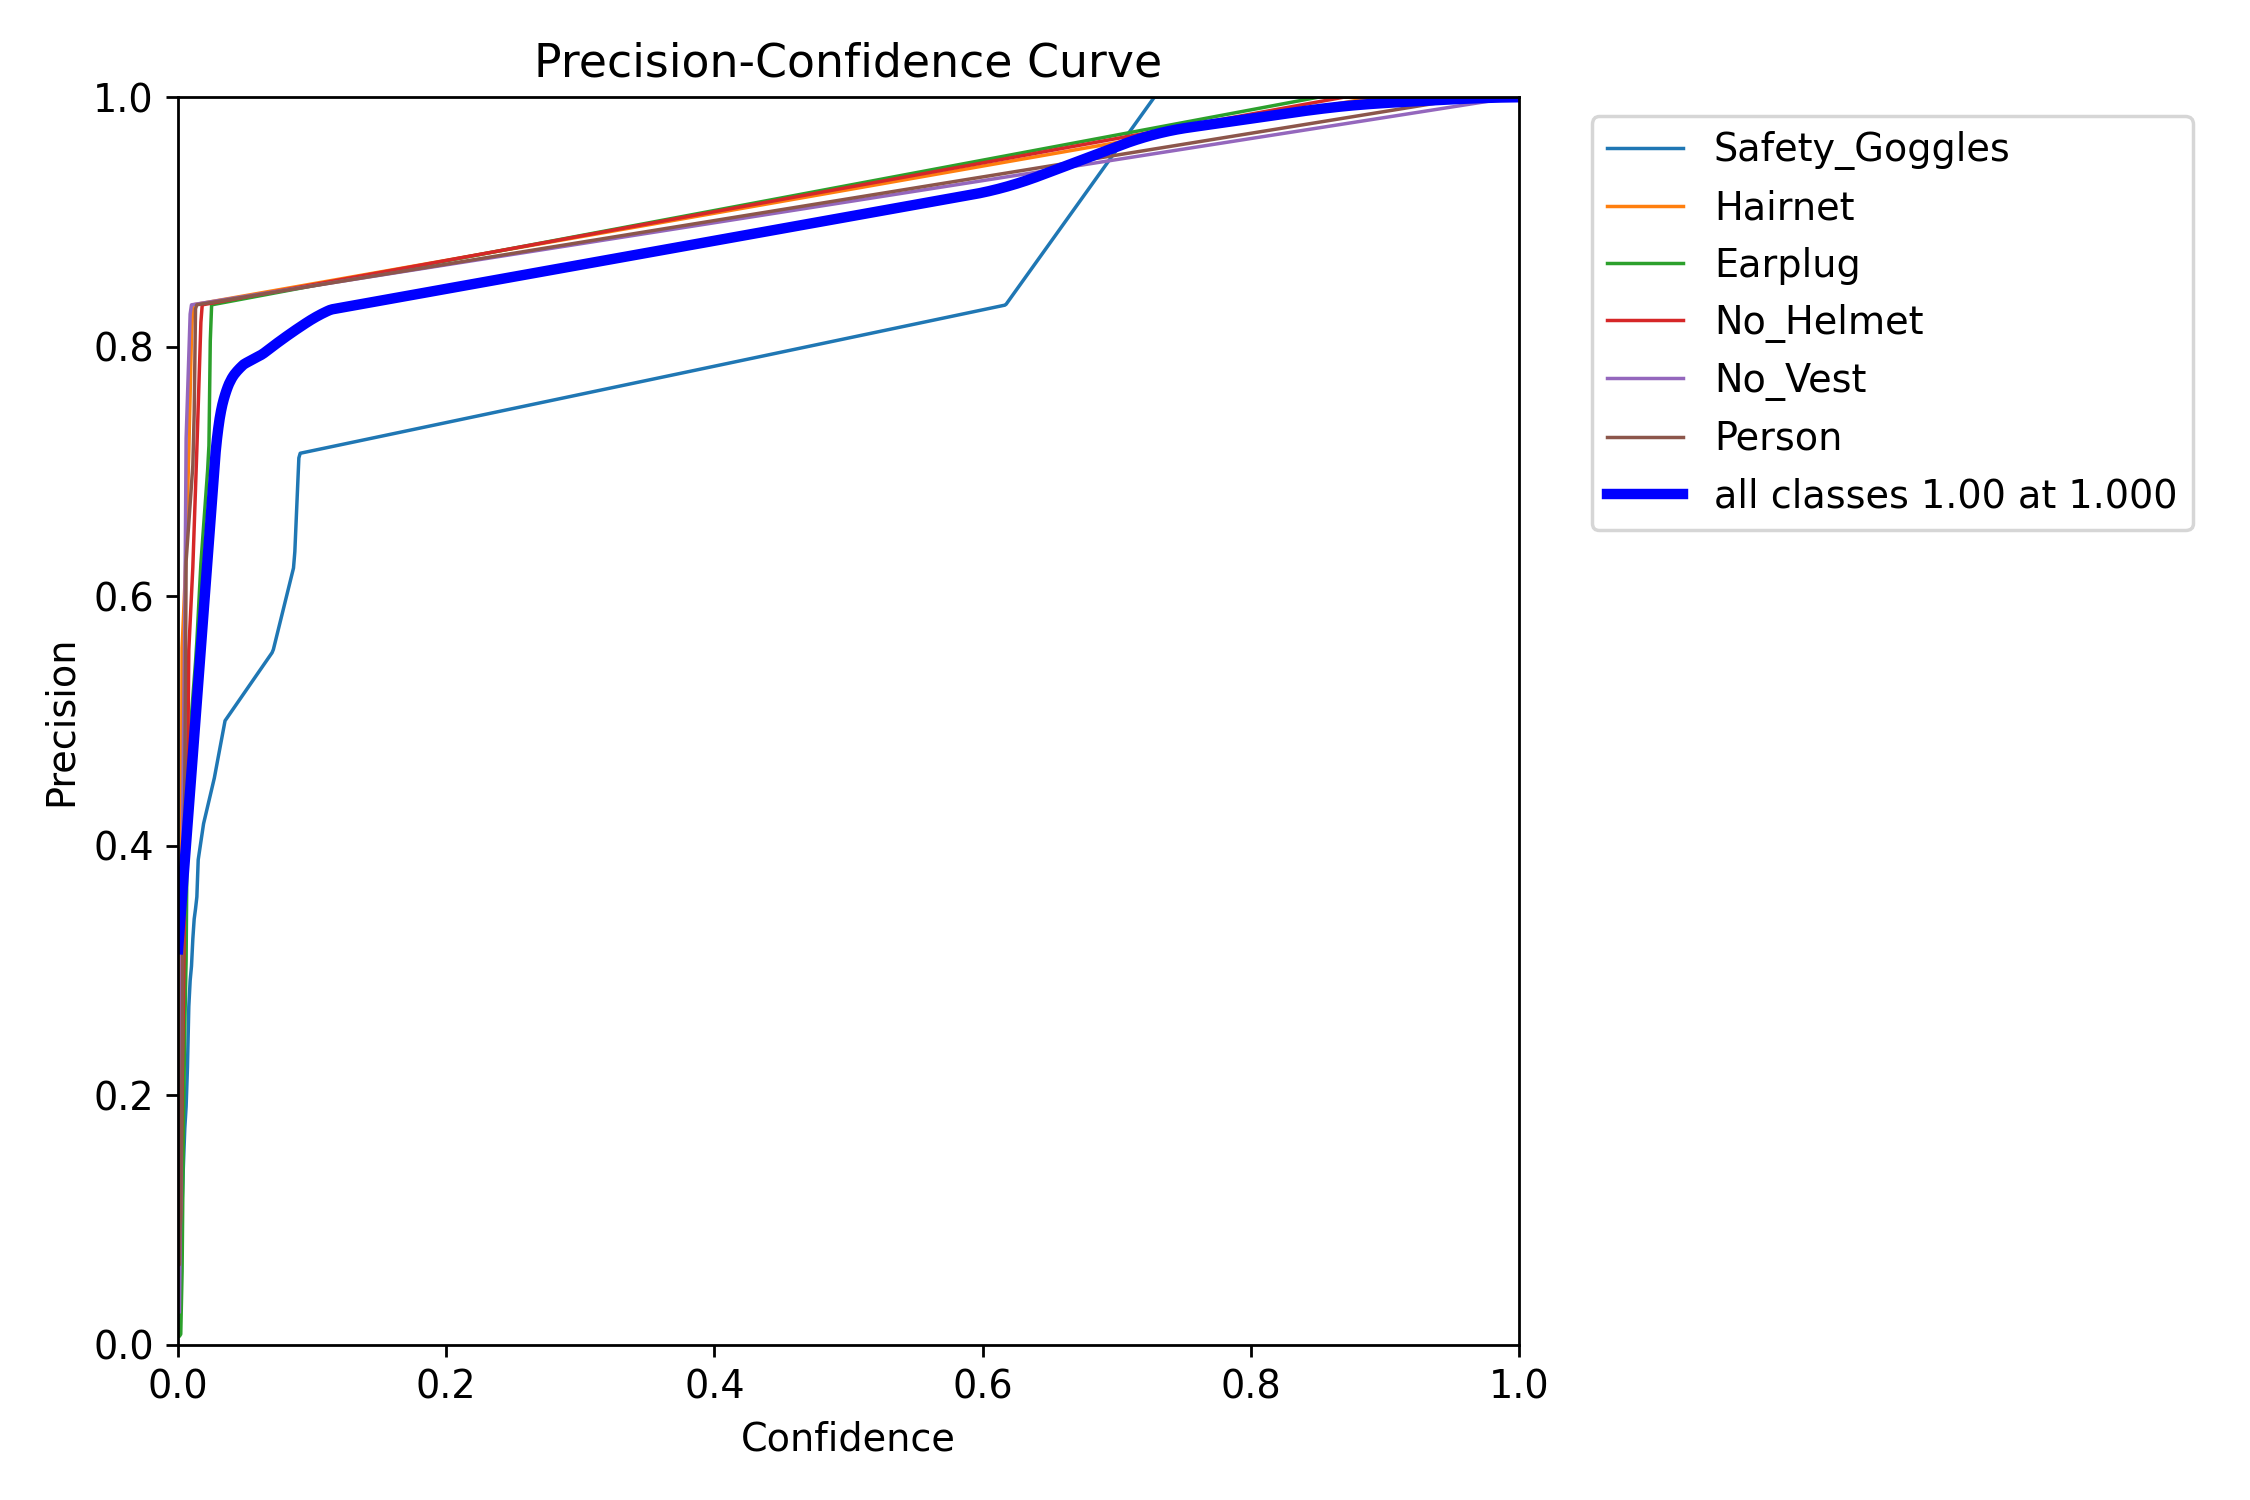 Precision-Confidence Curve
1.0
0.8
0.6
0.4
0.2
0.0
Precision
0.0 0.2 0.4 0.6 0.8 1.0
Confidence
Safety_Goggles
Hairnet
Earplug
No_Helmet
No_Vest
Person
all classes 1.00 at 1.000